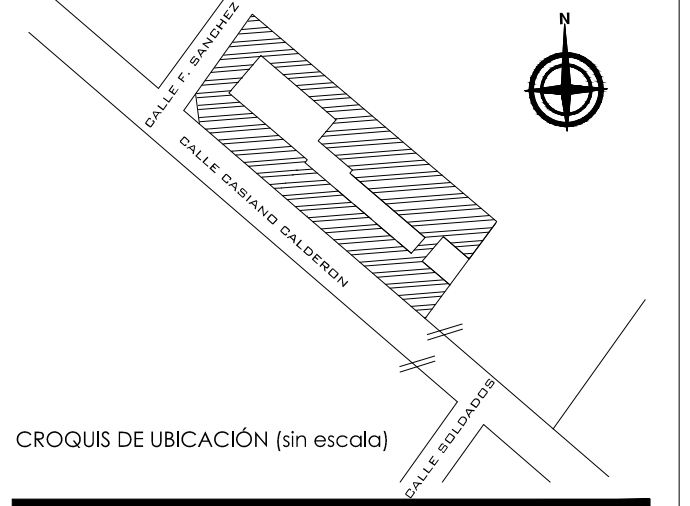 N
CALLE F. SANCHEZ
CALLE CASIANO CALDERON
CALLE SOLDADOS
CROQUIS DE UBICACIÓN (sin escala)